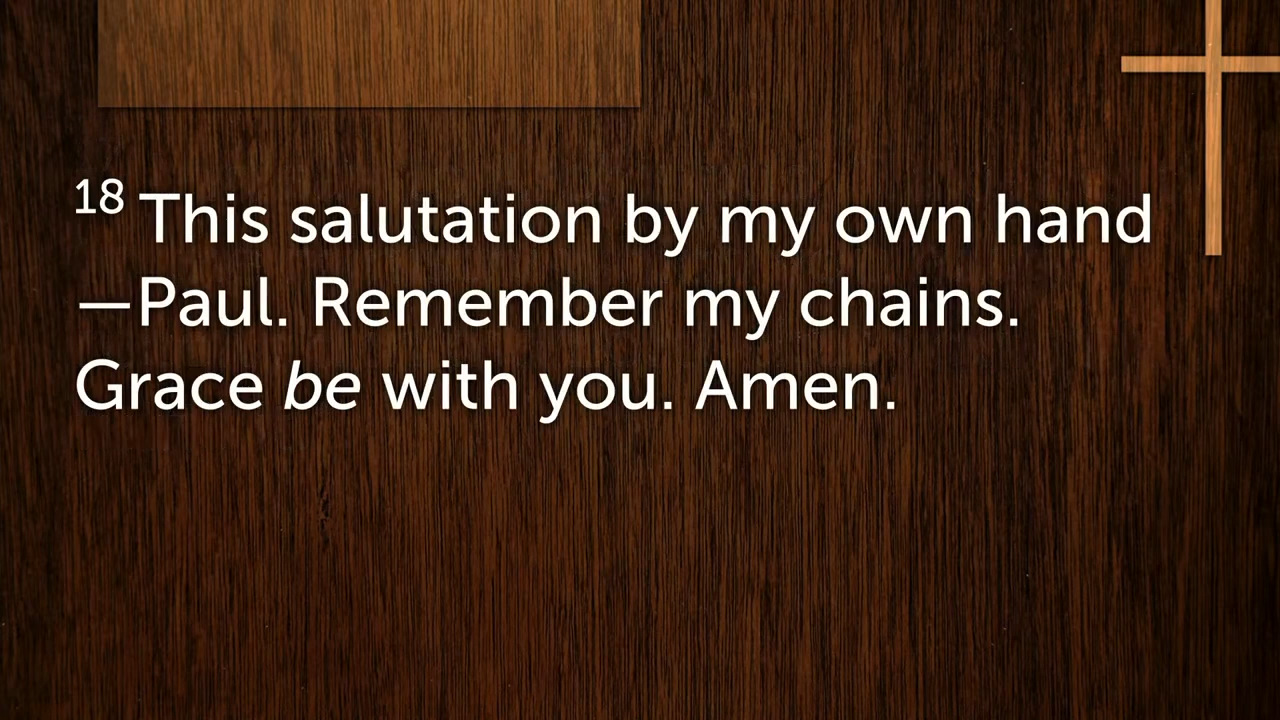 18 This salutation by my own hand
—Paul. Remember my chains.
Grace be with you. Amen.